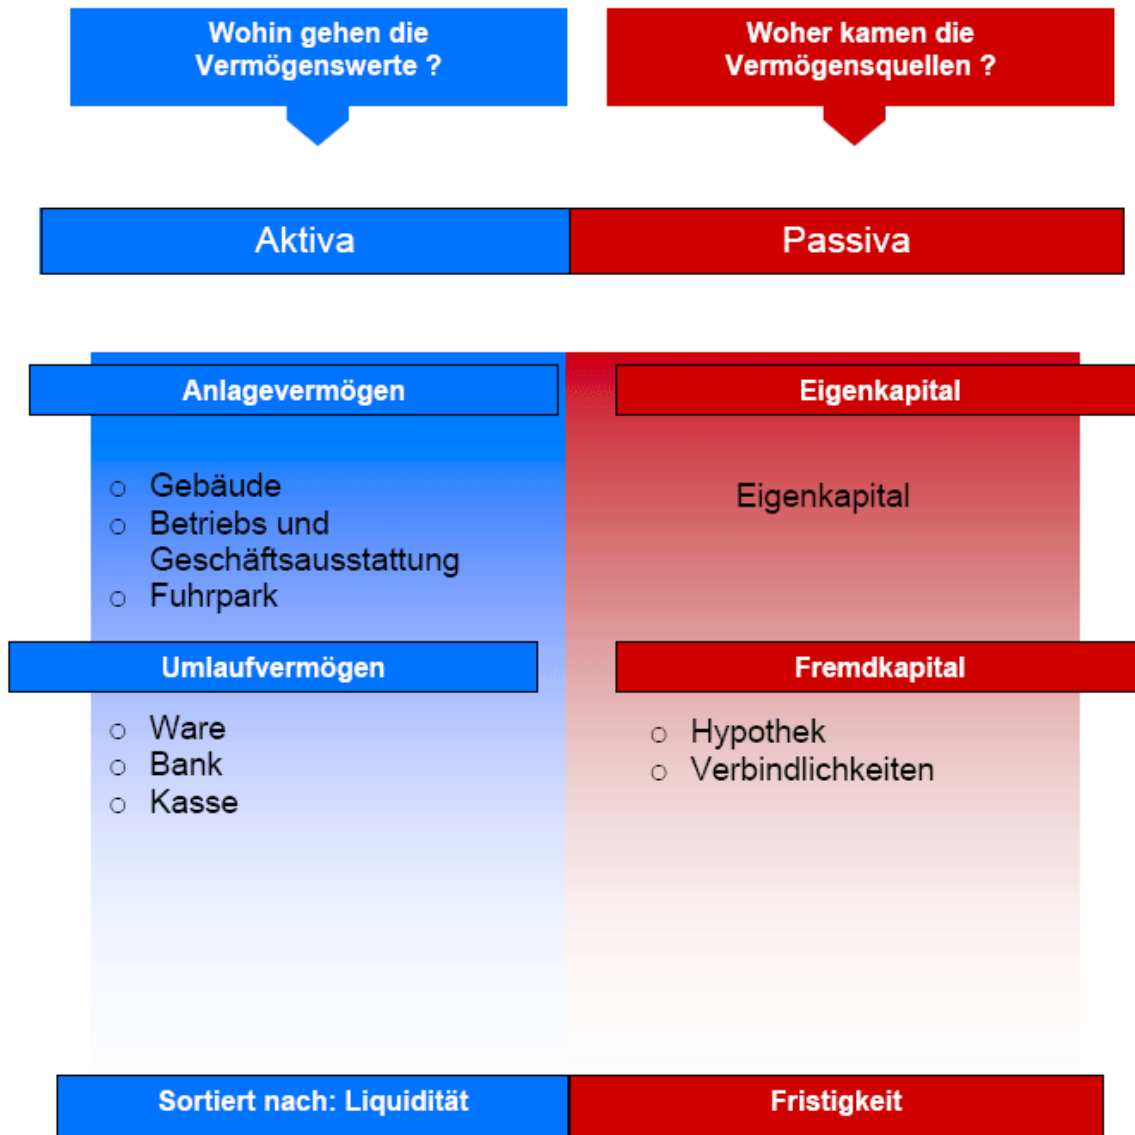 Wohin gehen die
Vermögenswerte ?
Woher kamen die
Vermögensquellen ?
Aktiva
Passiva
Anlagevermögen
Eigenkapital
o Gebäude
o Betriebs und
Geschäftsausstattung
o Fuhrpark
Eigenkapital
Umlaufvermögen
Fremdkapital
o Ware
o Bank
o Kasse
o Hypothek
o Verbindlichkeiten
Sortiert nach: Liquidität
Fristigkeit